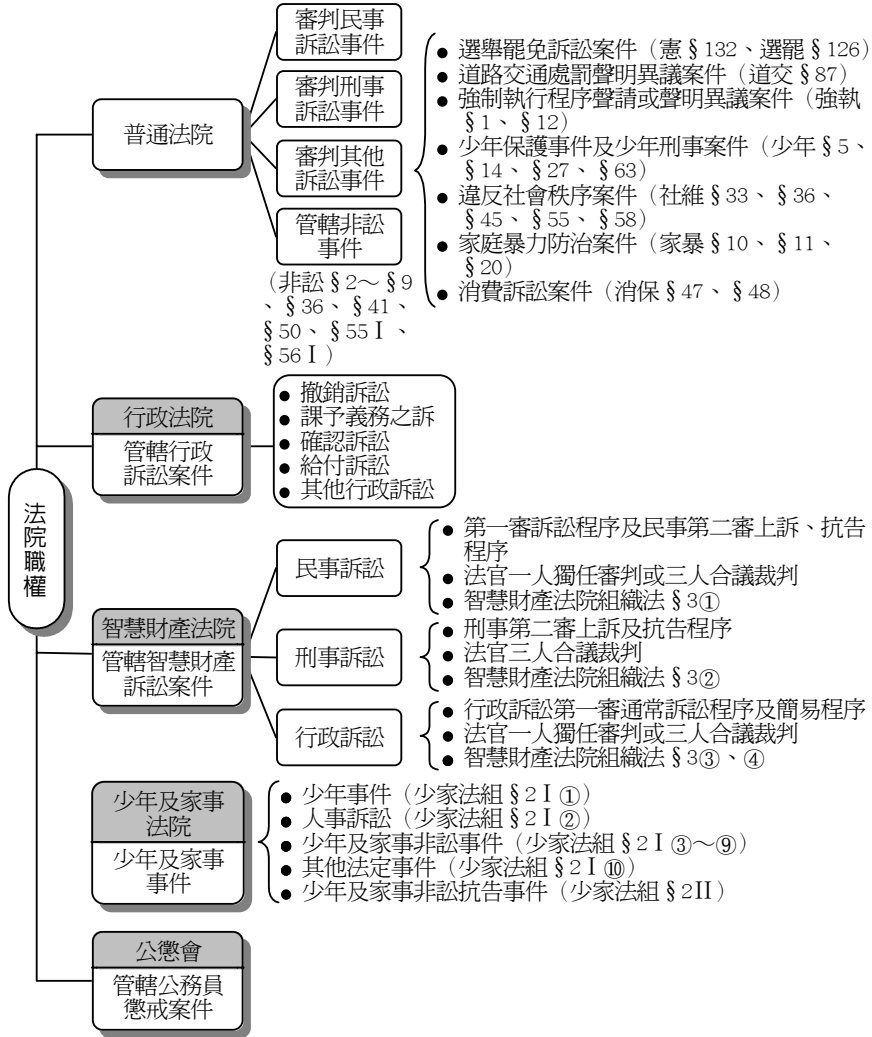 法院職權
普通法院
審判民事
訴訟事件
審判刑事
訴訟事件
審判其他
訴訟事件
管轄非訟
事件
（非訟§2～§9
、§36、§41、
§50、§55Ⅰ、
§56Ⅰ）
● 選舉罷免訴訟案件（憲§132、選罷§126）
● 道路交通處罰聲明異議案件（道交§87）
● 強制執行程序聲請或聲明異議案件（強執
§1、§12）
● 少年保護事件及少年刑事案件（少年§5、
§14、§27、§63）
● 違反社會秩序案件（社維§33、§36、
§45、§55、§58）
● 家庭暴力防治案件（家暴§10、§11、
§20）
● 消費訴訟案件（消保§47、§48）
行政法院
管轄行政
訴訟案件
● 撤銷訴訟
● 課予義務之訴
● 確認訴訟
● 給付訴訟
● 其他行政訴訟
智慧財產法院
管轄智慧財產
訴訟案件
民事訴訟
● 第一審訴訟程序及民事第二審上訴、抗告
程序
● 法官一人獨任審判或三人合議裁判
● 智慧財產法院組織法§3①
刑事訴訟
● 刑事第二審上訴及抗告程序
● 法官三人合議裁判
● 智慧財產法院組織法§3②
行政訴訟
● 行政訴訟第一審通常訴訟程序及簡易程序
● 法官一人獨任審判或三人合議裁判
● 智慧財產法院組織法§3③、④
少年及家事
法院
少年及家事
事件
● 少年事件（少家法組§2Ⅰ①）
● 人事訴訟（少家法組§2Ⅰ②）
● 少年及家事非訟事件（少家法組§2Ⅰ③～⑨）
● 其他法定事件（少家法組§2Ⅰ⑩）
● 少年及家事非訟抗告事件（少家法組§2II）
公懲會
管轄公務員
懲戒案件